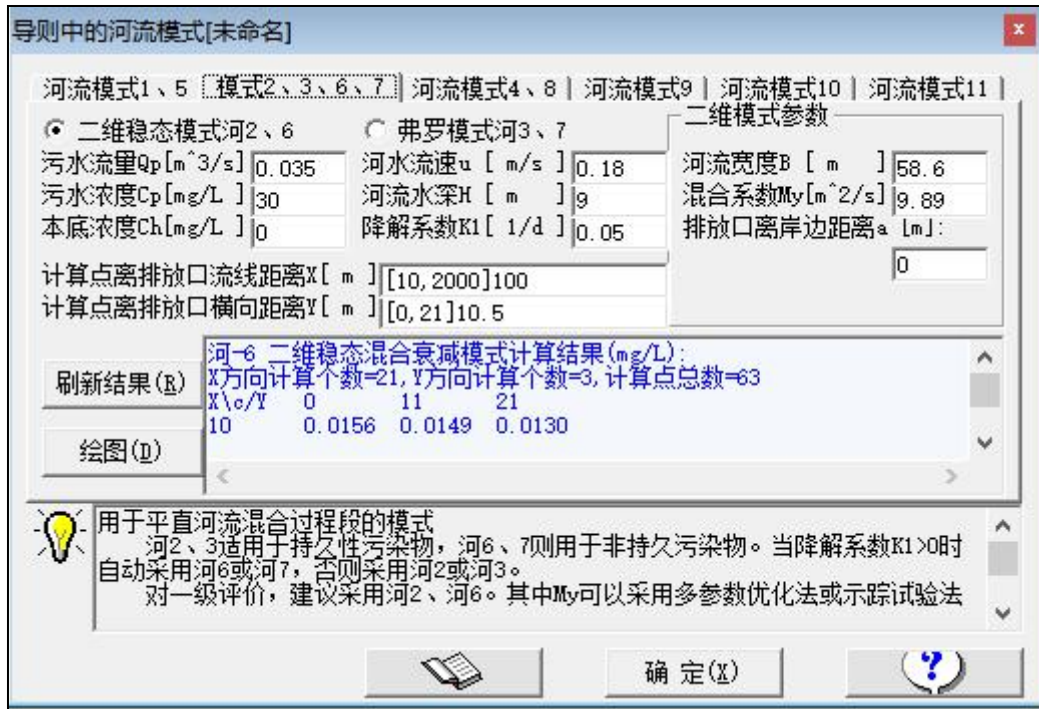 导则中的河流模式[未命名]
河流模式1、5 模式2、3、6、7 河流模式4、8 河流模式9 河流模式10 河流模式11
二维稳态模式河2、6 弗罗模式河3、7 二维模式参数
污水流量Qp[m^3/s] 0.035 河水流速u [ m/s ] 0.18 河流宽度B [ m ] 58.6
污水浓度Cp[mg/L ] 30 河流水深H [ m ] 9 混合系数My[m^2/s] 9.89
本底浓度Ch[mg/L ] 0 降解系数K1[ 1/d ] 0.05 排放口离岸边距离a [m]:
0
计算点离排放口流线距离X[ m ] [10,2000]100
计算点离排放口横向距离Y[ m ] [0,21]10.5
河-6 二维稳态混合衰减模式计算结果(mg/L):
刷新结果(R) X方向计算个数=21,Y方向计算个数=3,计算点总数=63
X\c/Y 0 11 21
10 0.0156 0.0149 0.0130
绘图(D)
用于平直河流混合过程段的模式
河2、3适用于持久性污染物，河6、7则用于非持久污染物。当降解系数K1>0时
自动采用河6或河7，否则采用河2或河3。
对一级评价，建议采用河2、河6。其中My可以采用多参数优化法或示踪试验法
确 定(X) ?